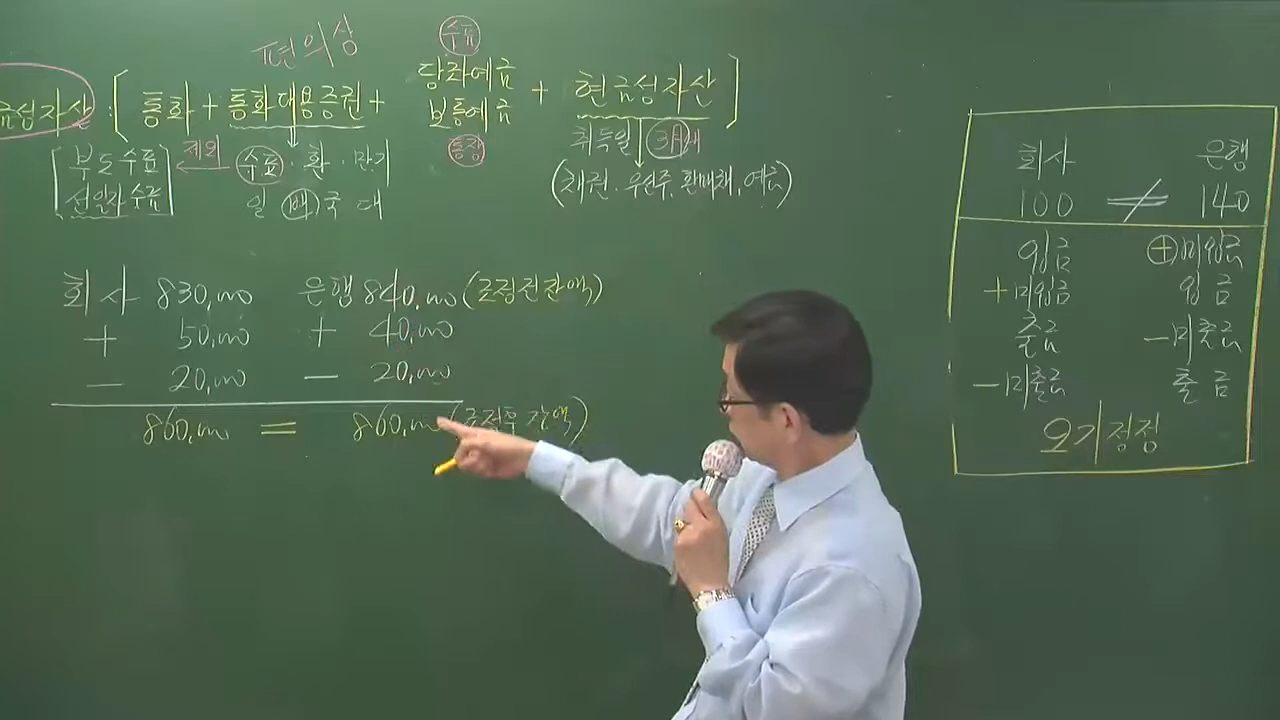 편의상
수표
금성자산 : [ 통화 + 통화대용증권 + 당좌예금 보통예금 + 현금성자산 ]
통장
취득일 3개월
[ 부도수표 선일자수표 ] 제외 수표 · 환 · 만기
일 배 국 대
(채권 · 우선주, 환매채, 예금)
회사 830,000 은행 840,000 (조정전잔액)
+ 50,000 + 40,000
- 20,000 - 20,000
860,000 = 860,000 (조정후 잔액)
회사 은행
100 ≠ 140
입금 +미입금
+미입금 입금
출금 -미출금
-미출금 출금
오기 정정